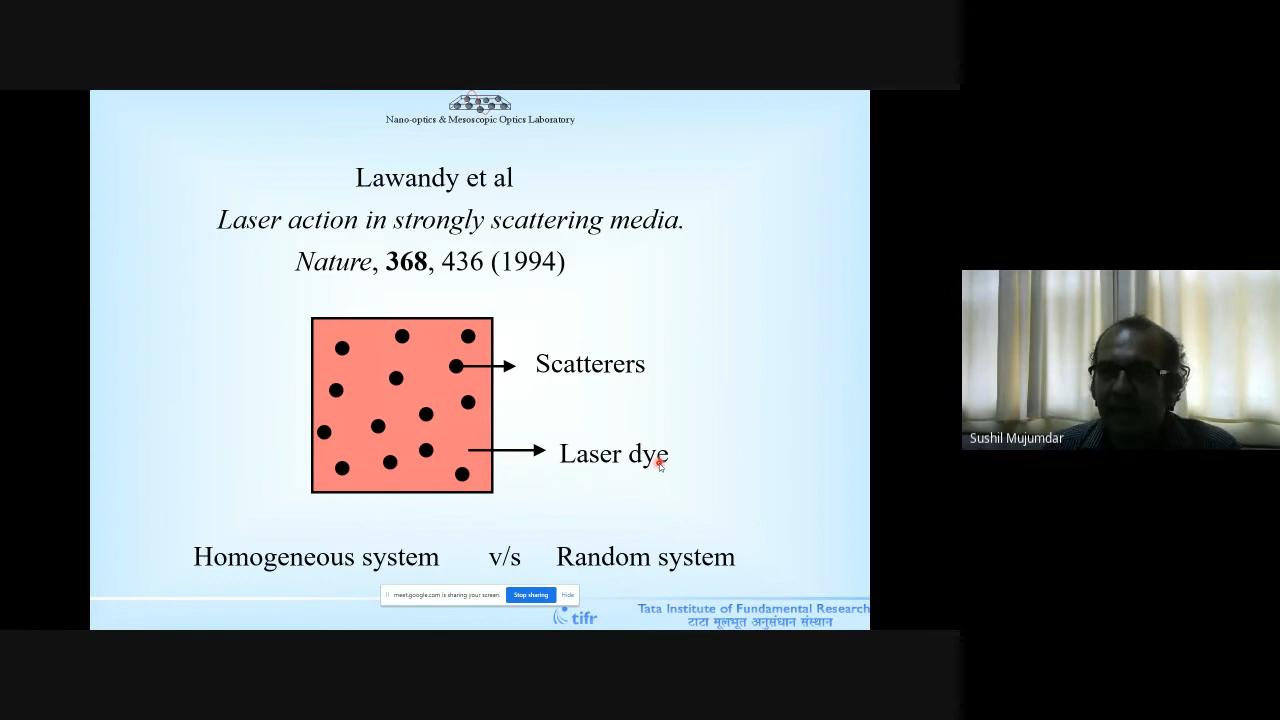 Nano-optics & Mesoscopic Optics Laboratory
Lawandy et al
Laser action in strongly scattering media.
Nature, 368, 436 (1994)
Scatterers
Laser dye
Homogeneous system v/s Random system
meet.google.com is sharing your screen. Stop sharing Hide
tifr
Tata Institute of Fundamental Research
टाटा मूलभूत अनुसंधान संस्थान
Sushil Mujumdar